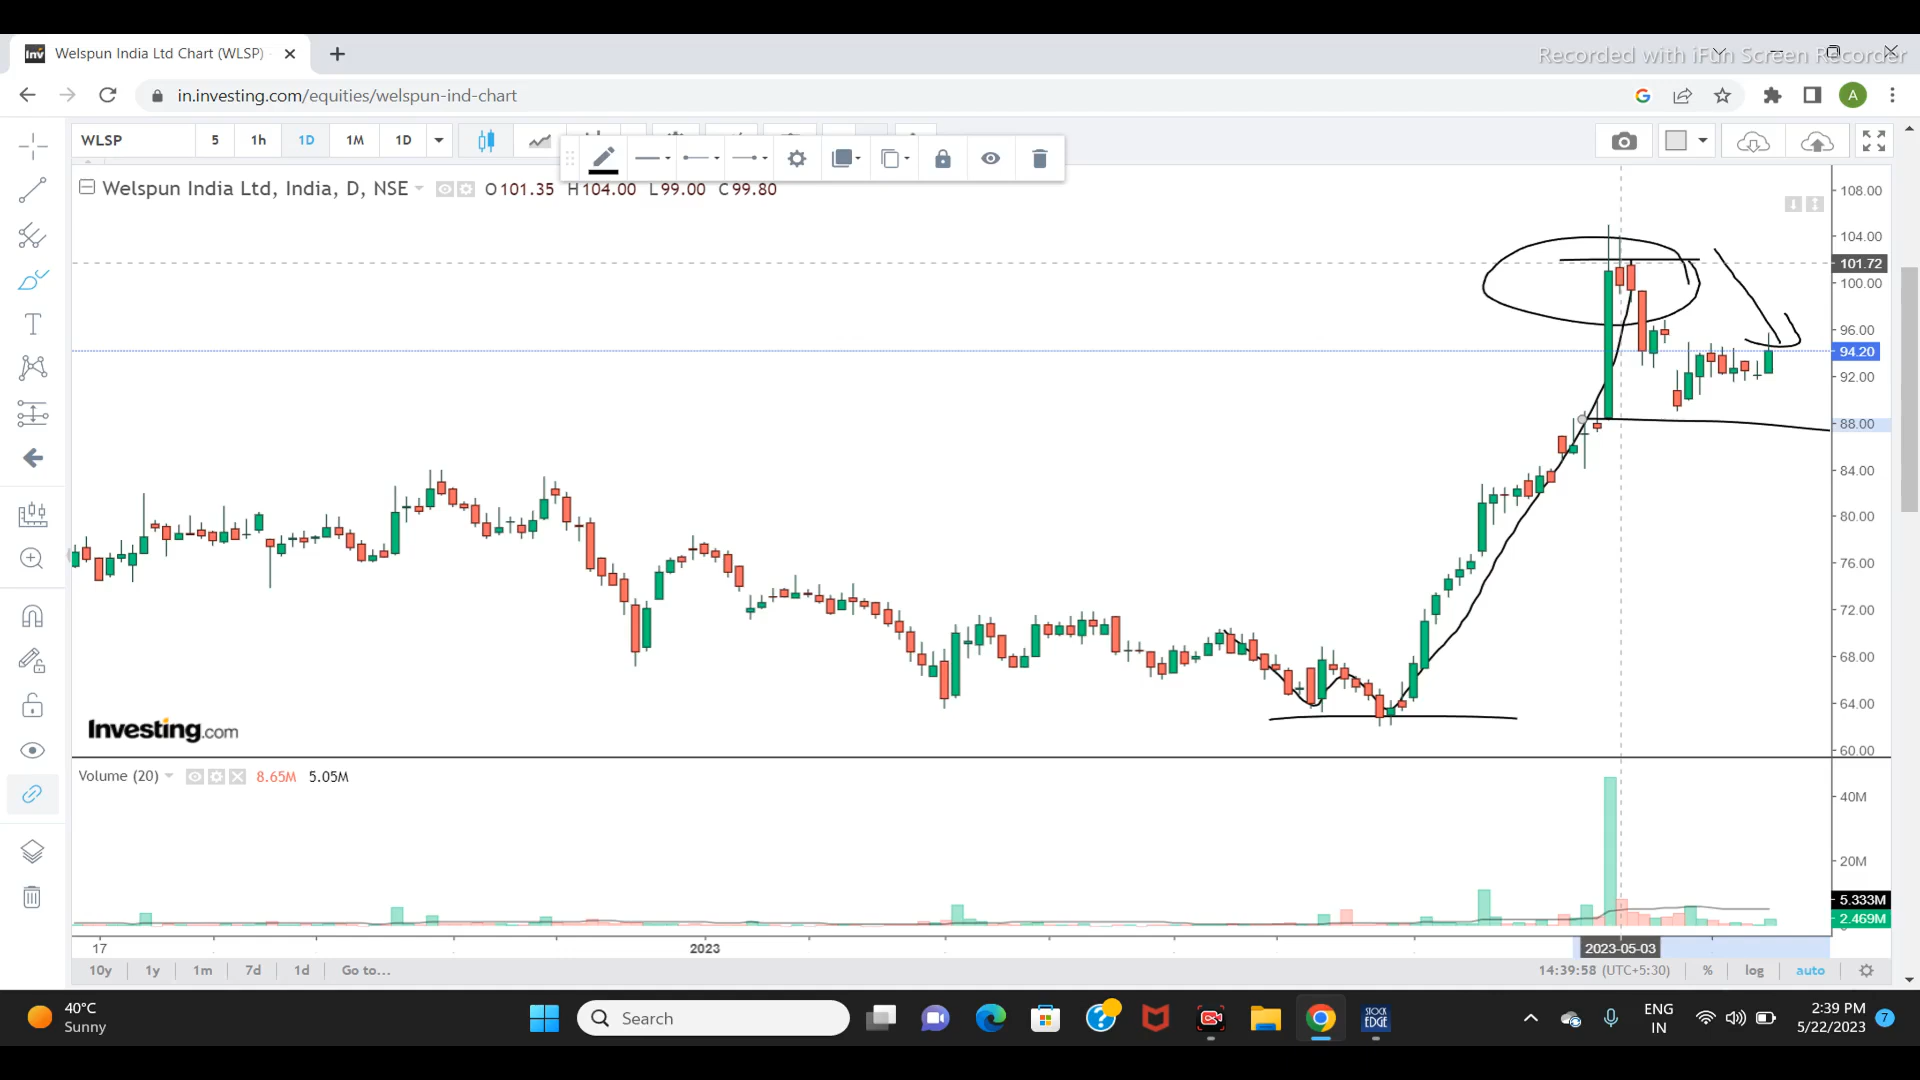 Welspun India Ltd Chart (WLSP)
Recorded with iFun Screen Recorder
in.investing.com/equities/welspun-ind-chart
A
WLSP 5 1h 1D 1M 1D
Welspun India Ltd, India, D, NSE O101.35 H104.00 L99.00 C99.80
108.00
104.00
101.72
100.00
96.00
94.20
92.00
88.00
84.00
80.00
76.00
72.00
68.00
64.00
60.00
Investing.com
Volume (20) 8.65M 5.05M
40M
20M
5.333M
2.469M
17 2023 2023-05-03
10y 1y 1m 7d 1d Go to... 14:39:58 (UTC+5:30) % log auto
40°C
Sunny
Search
STOCK
EDGE
ENG
IN
2:39 PM
5/22/2023
7